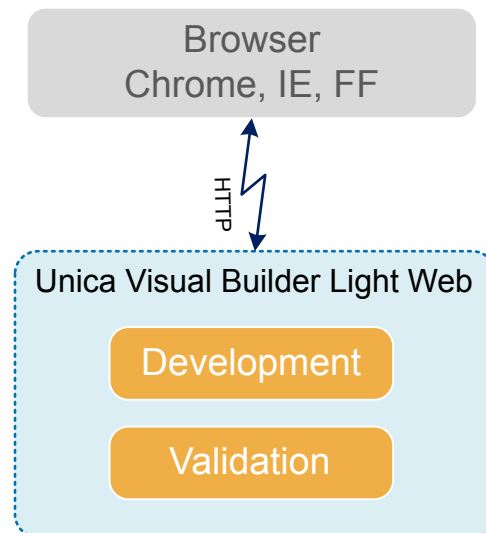 Browser
Chrome, IE, FF
HTTP
Unica Visual Builder Light Web
Development
Validation